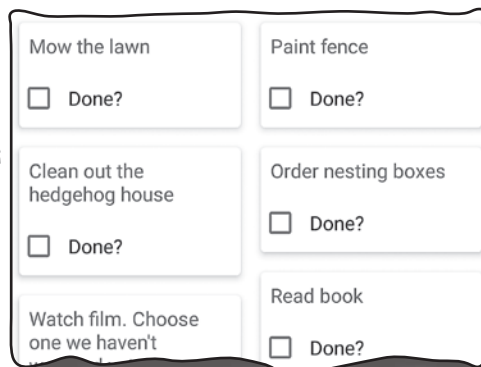 Mow the lawn
Done?
Clean out the
hedgehog house
Done?
Watch film. Choose
one we haven't
Paint fence
Done?
Order nesting boxes
Done?
Read book
Done?